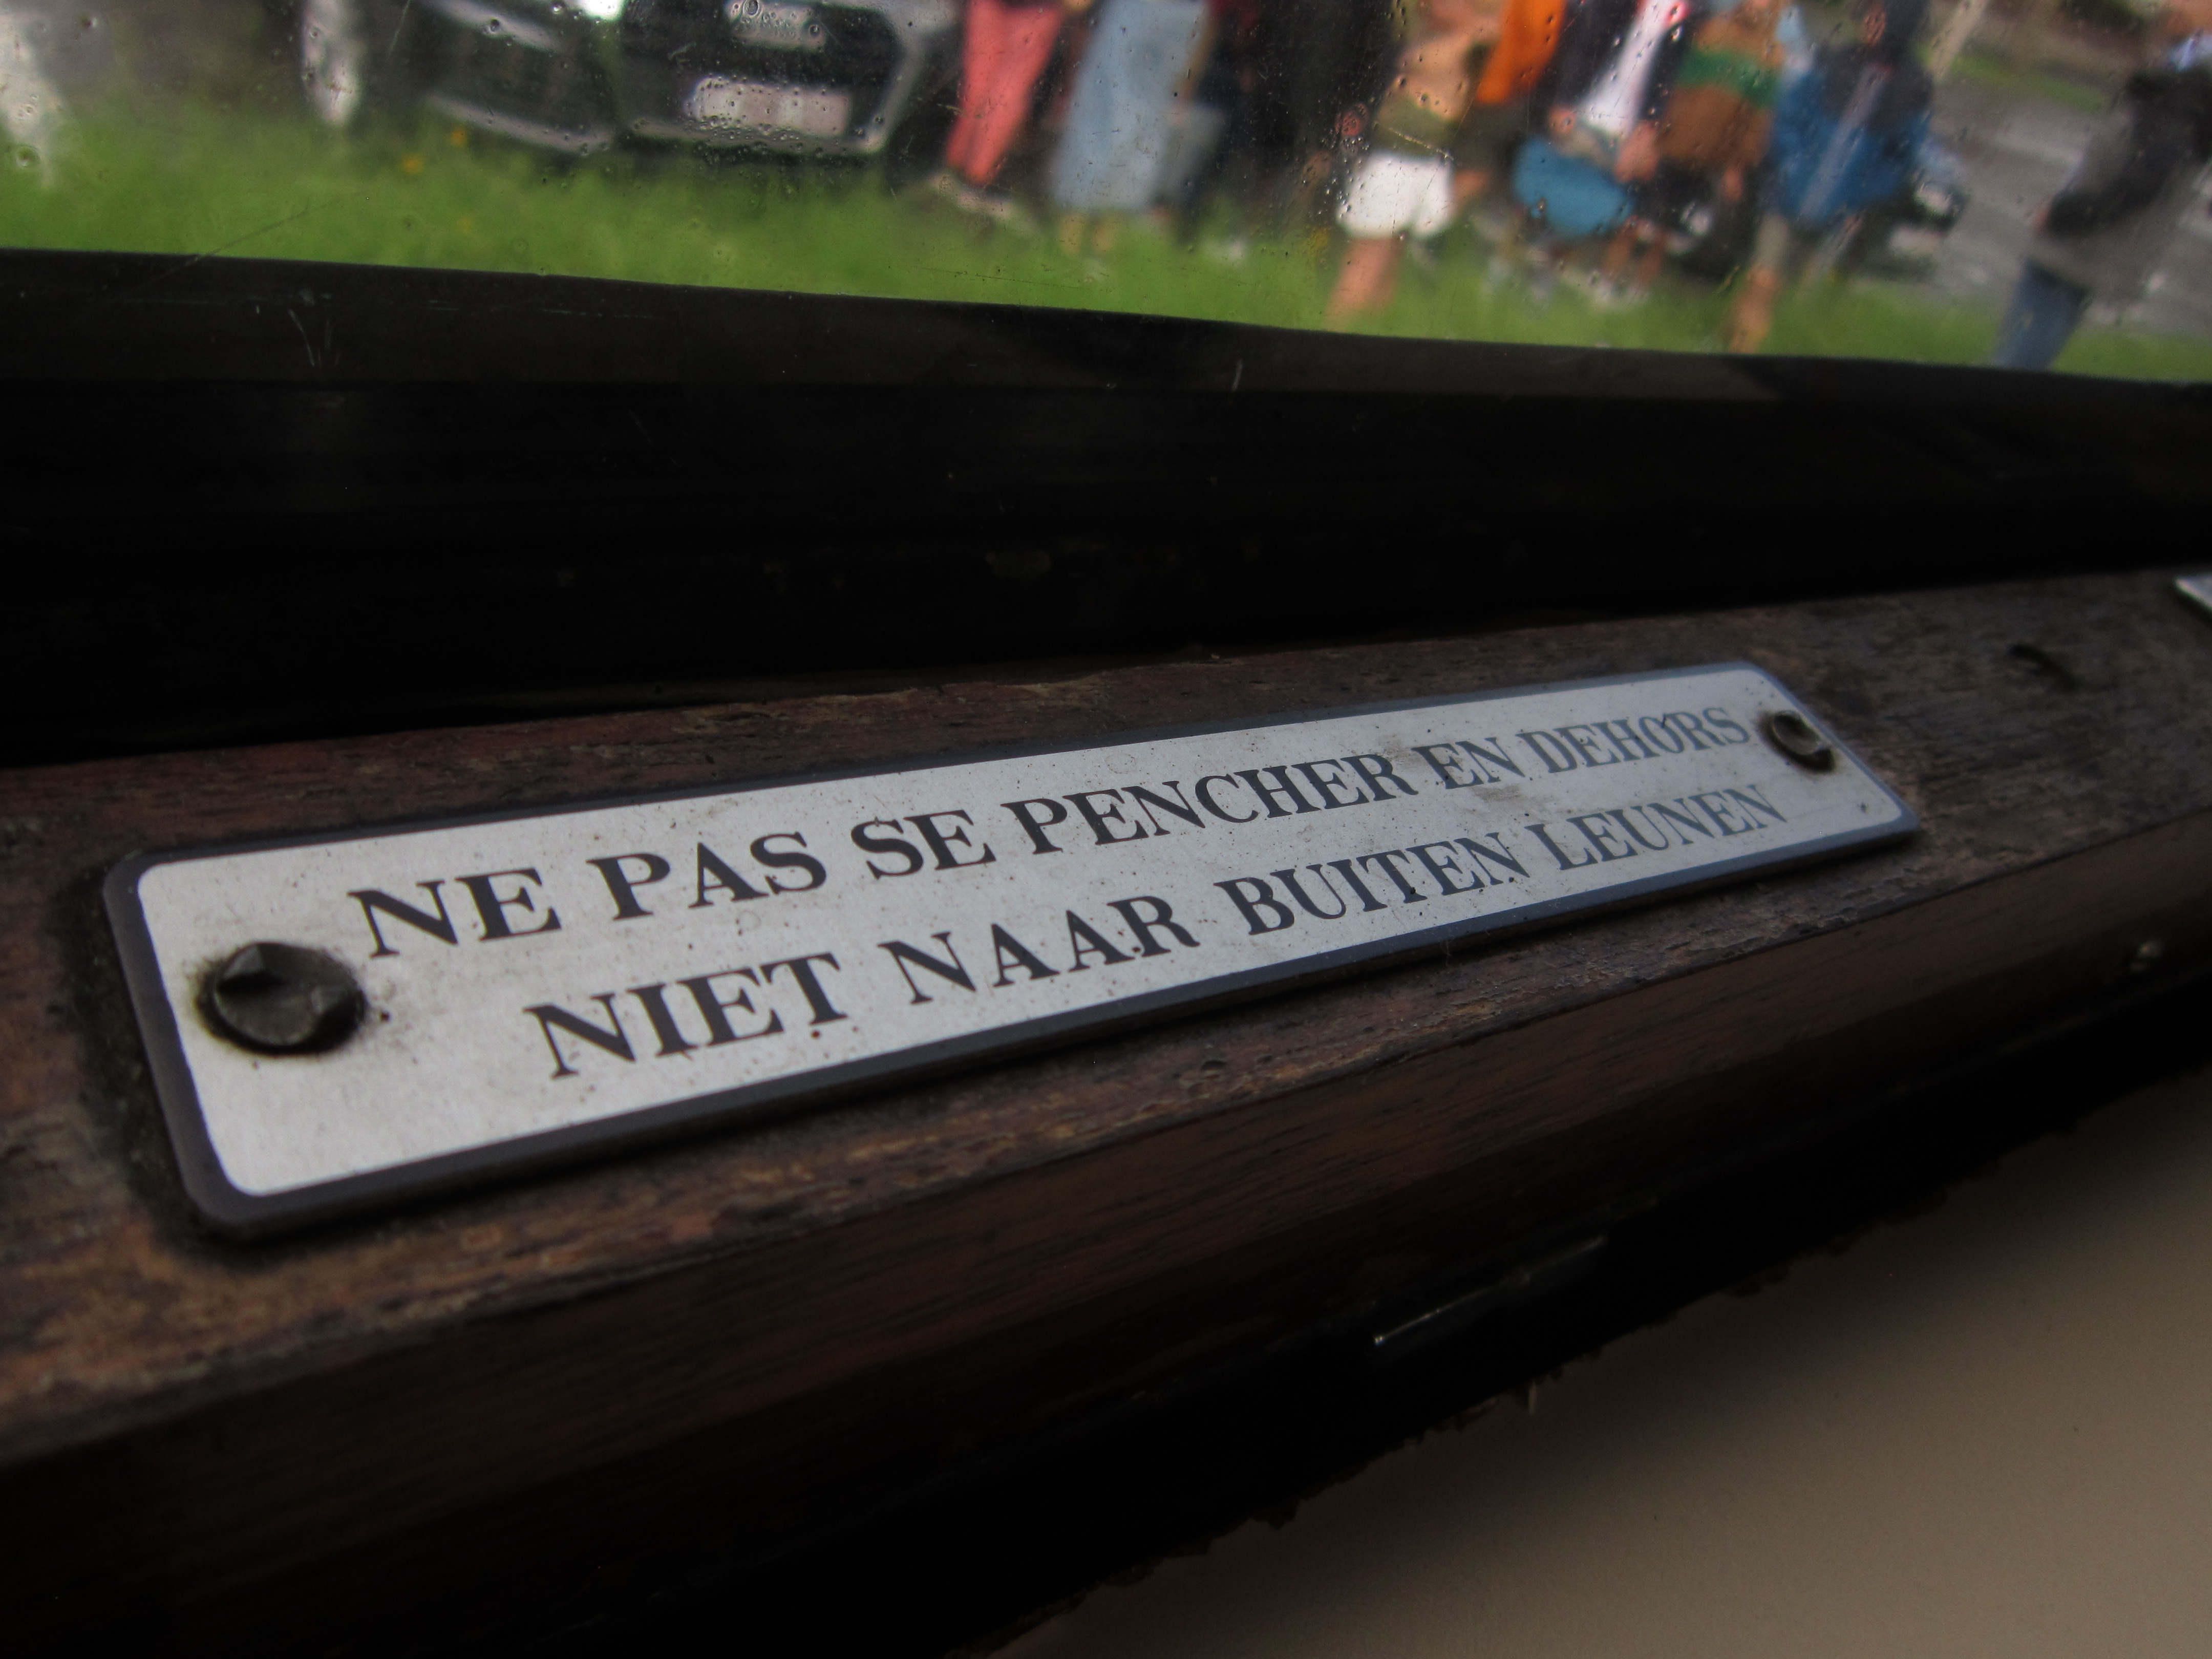 NE PAS SE PENCHER EN DEHORS
NIET NAAR BUITEN LEUNEN